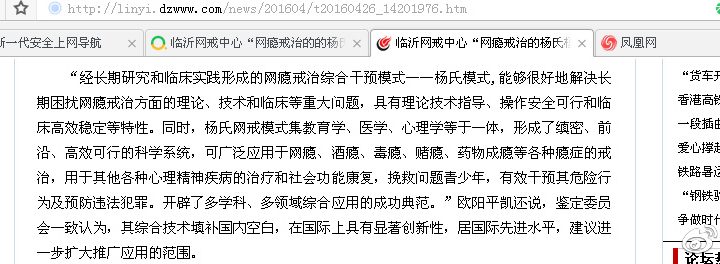 http://linyi.dzwww.com/news/201604/t20160426_14201976.htm
新一代安全上网导航
临沂网戒中心“网瘾戒治的的杨氏
临沂网戒中心“网瘾戒治的杨氏模
凤凰网
“经长期研究和临床实践形成的网瘾戒治综合干预模式——杨氏模式，能够很好地解决长
期困扰网瘾戒治方面的理论、技术和临床等重大问题，具有理论技术指导、操作安全可行和临
床高效稳定等特性。同时，杨氏网戒模式集教育学、医学、心理学等于一体，形成了缜密、前
沿、高效可行的科学系统，可广泛应用于网瘾、酒瘾、毒瘾、赌瘾、药物成瘾等各种瘾症的戒
治，用于其他各种心理精神疾病的治疗和社会功能康复，挽救问题青少年，有效干预其危险行
为及预防违法犯罪。开辟了多学科、多领域综合应用的成功典范。”欧阳平凯还说，鉴定委员
会一致认为，其综合技术填补国内空白，在国际上具有显著创新性，居国际先进水平，建议进
一步扩大推广应用的范围。
“货车开
香港高铁
一段插曲
爱心撑起
铁路暑运
“钢铁驼
争做时代
论坛热